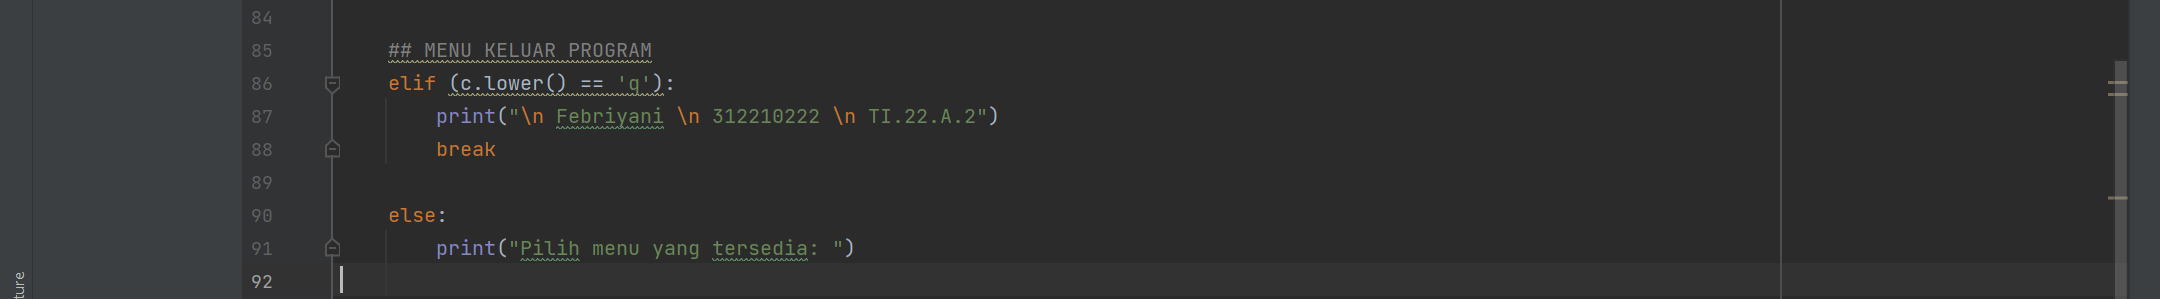 84
85 ## MENU KELUAR PROGRAM
86 elif (c.lower() == 'q'):
87 print("\n Febriyani \n 312210222 \n TI.22.A.2")
88 break
89
90 else:
91 print("Pilih menu yang tersedia: ")
92